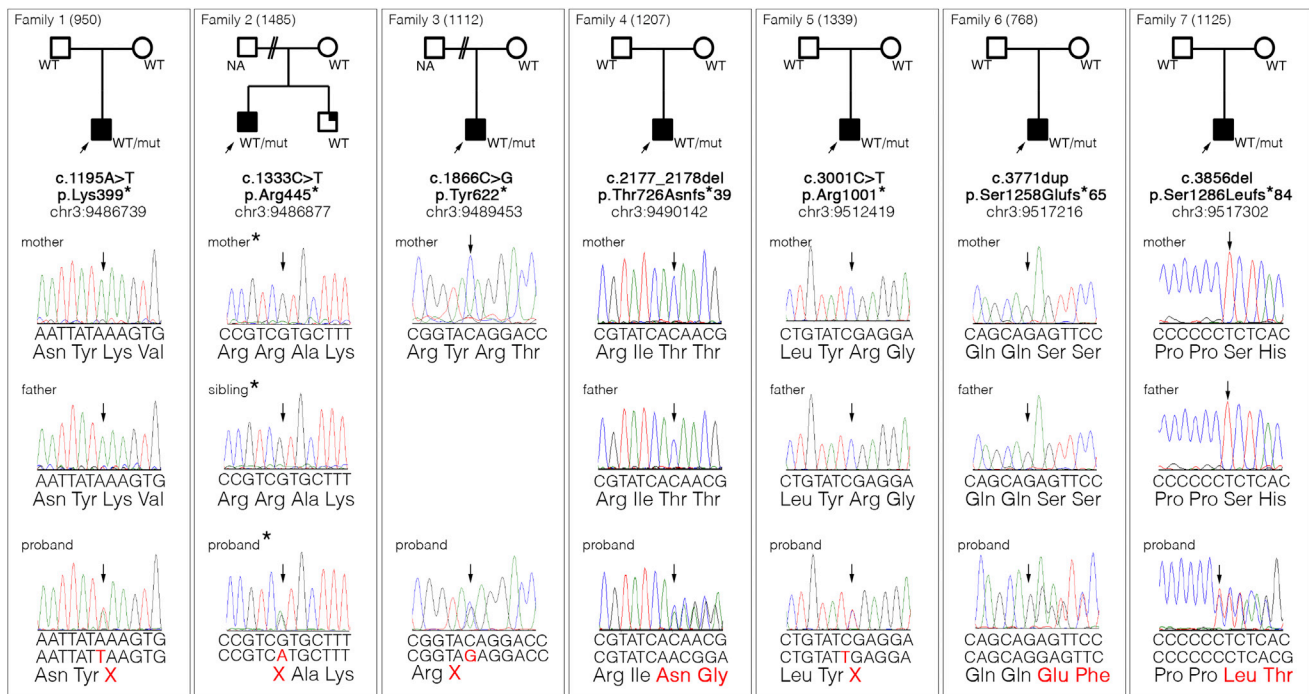 Family 1 (950)
WT
WT
WT/mut
c.1195A>T
p.Lys399*
chr3:9486739
mother
AATTATAAAGTG
Asn Tyr Lys Val
father
AATTATAAAGTG
Asn Tyr Lys Val
proband
AATTATAAAGTG
AATTATTAAGTG
Asn Tyr X
Family 2 (1485)
NA
WT
WT/mut
WT
c.1333C>T
p.Arg445*
chr3:9486877
mother*
CCGTCGTGCTTT
Arg Arg Ala Lys
sibling*
CCGTCGTGCTTT
Arg Arg Ala Lys
proband*
CCGTCGTGCTTT
CCGTCATGCTTT
X Ala Lys
Family 3 (1112)
NA
WT
WT/mut
c.1866C>G
p.Tyr622*
chr3:9489453
mother
CGGTACAGGACC
Arg Tyr Arg Thr
proband
CGGTACAGGACC
CGGTAGAGGACC
Arg X
Family 4 (1207)
WT
WT
WT/mut
c.2177_2178del
p.Thr726Asnfs*39
chr3:9490142
mother
CGTATCACAACG
Arg Ile Thr Thr
father
CGTATCACAACG
Arg Ile Thr Thr
proband
CGTATCACAACG
CGTATCAACGGA
Arg Ile Asn Gly
Family 5 (1339)
WT
WT
WT/mut
c.3001C>T
p.Arg1001*
chr3:9512419
mother
CTGTATCGAGGA
Leu Tyr Arg Gly
father
CTGTATCGAGGA
Leu Tyr Arg Gly
proband
CTGTATCGAGGA
CTGTATTGAGGA
Leu Tyr X
Family 6 (768)
WT
WT
WT/mut
c.3771dup
p.Ser1258Glufs*65
chr3:9517216
mother
CAGCAGAGTTCC
Gln Gln Ser Ser
father
CAGCAGAGTTCC
Gln Gln Ser Ser
proband
CAGCAGAGTTCC
CAGCAGGAGTTC
Gln Gln Glu Phe
Family 7 (1125)
WT
WT
WT/mut
c.3856del
p.Ser1286Leufs*84
chr3:9517302
mother
CCCCCCTCTCAC
Pro Pro Ser His
father
CCCCCCTCTCAC
Pro Pro Ser His
proband
CCCCCCTCTCAC
CCCCCCCTCACG
Pro Pro Leu Thr